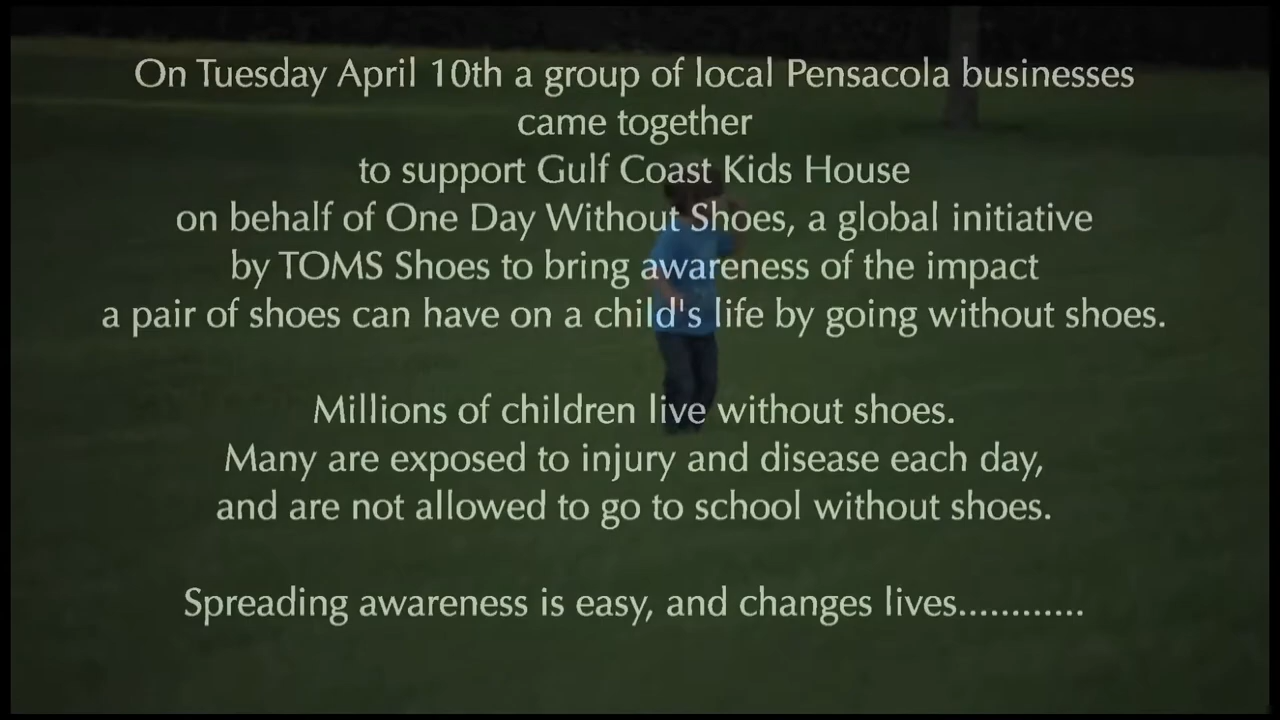 On Tuesday April 10th a group of local Pensacola businesses
came together
to support Gulf Coast Kids House
on behalf of One Day Without Shoes, a global initiative
by TOMS Shoes to bring awareness of the impact
a pair of shoes can have on a child's life by going without shoes.
Millions of children live without shoes.
Many are exposed to injury and disease each day,
and are not allowed to go to school without shoes.
Spreading awareness is easy, and changes lives............